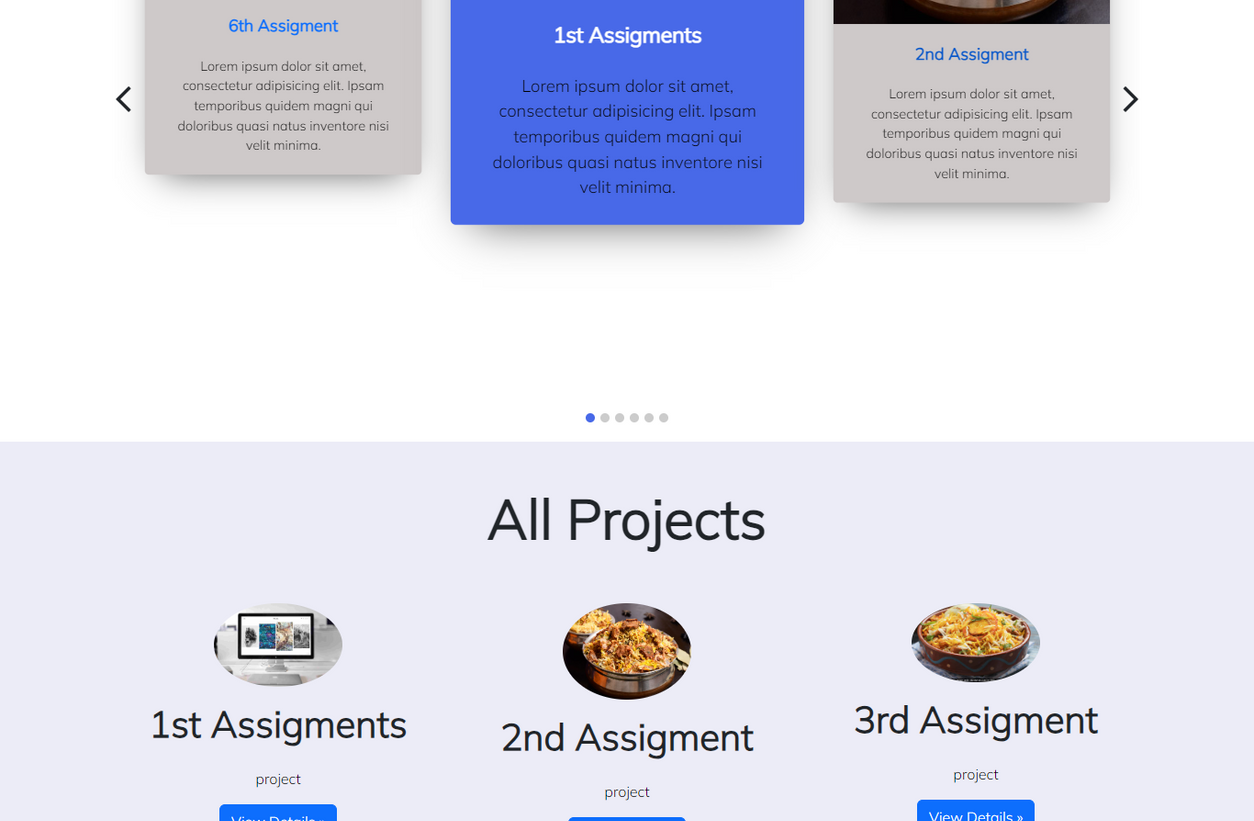 6th Assigment
Lorem ipsum dolor sit amet,
consectetur adipisicing elit. Ipsam
temporibus quidem magni qui
doloribus quasi natus inventore nisi
velit minima.
1st Assigments
Lorem ipsum dolor sit amet,
consectetur adipisicing elit. Ipsam
temporibus quidem magni qui
doloribus quasi natus inventore nisi
velit minima.
2nd Assigment
Lorem ipsum dolor sit amet,
consectetur adipisicing elit. Ipsam
temporibus quidem magni qui
doloribus quasi natus inventore nisi
velit minima.
All Projects
1st Assigments
project
View Details »
2nd Assigment
project
3rd Assigment
project
View Details »